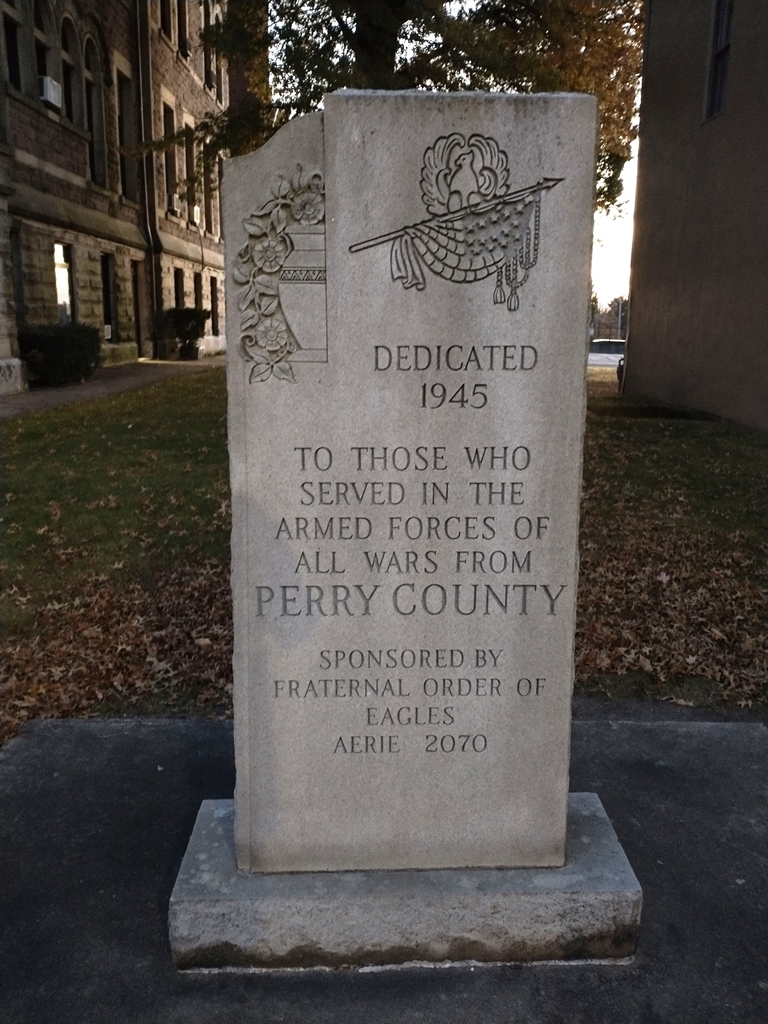 DEDICATED
1945
TO THOSE WHO
SERVED IN THE
ARMED FORCES OF
ALL WARS FROM
PERRY COUNTY
SPONSORED BY
FRATERNAL ORDER OF
EAGLES
AERIE 2070